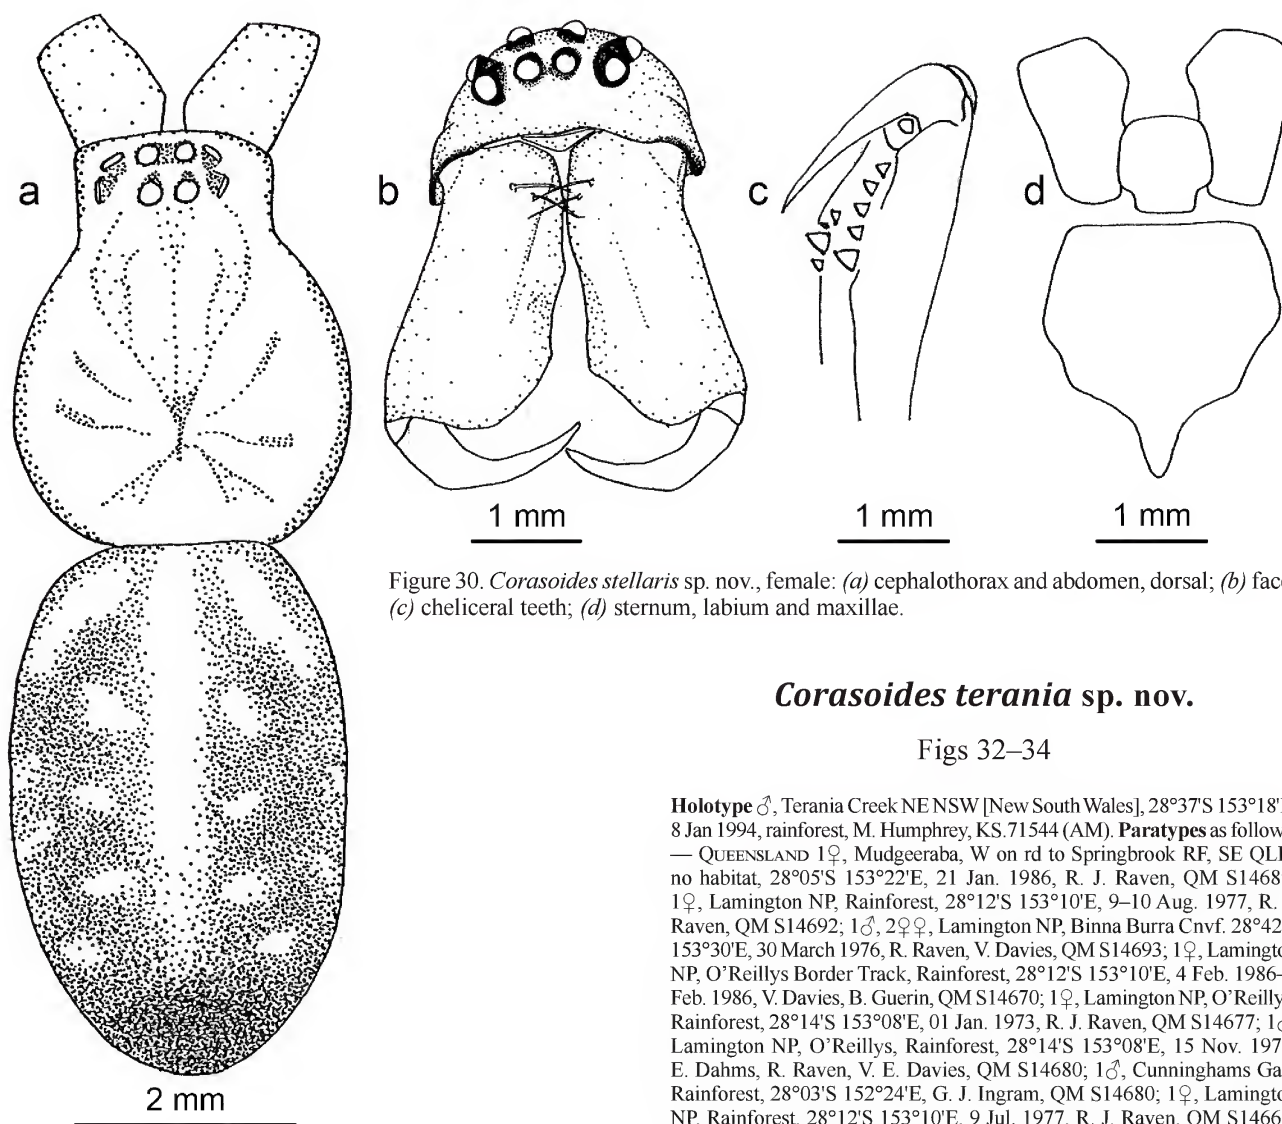 a
b
c
d
1 mm
1 mm
1 mm
2 mm
Figure 30. Corasoides stellaris sp. nov., female: (a) cephalothorax and abdomen, dorsal; (b) face
(c) cheliceral teeth; (d) sternum, labium and maxillae.
Corasoides terania sp. nov.
Figs 32–34
Holotype ♂, Terania Creek NE NSW [New South Wales], 28°37'S 153°18'E
8 Jan 1994, rainforest, M. Humphrey, KS.71544 (AM). Paratypes as follow
— QUEENSLAND 1♀, Mudgeeraba, W on rd to Springbrook RF, SE QL
no habitat, 28°05'S 153°22'E, 21 Jan. 1986, R. J. Raven, QM S1468
1♀, Lamington NP, Rainforest, 28°12'S 153°10'E, 9–10 Aug. 1977, R.
Raven, QM S14692; 1♂, 2♀♀, Lamington NP, Binna Burra Cnvf. 28°42
153°30'E, 30 March 1976, R. Raven, V. Davies, QM S14693; 1♀, Lamingto
NP, O’Reillys Border Track, Rainforest, 28°12'S 153°10'E, 4 Feb. 1986–
Feb. 1986, V. Davies, B. Guerin, QM S14670; 1♀, Lamington NP, O’Reilly
Rainforest, 28°14'S 153°08'E, 01 Jan. 1973, R. J. Raven, QM S14677; 1♂
Lamington NP, O’Reillys, Rainforest, 28°14'S 153°08'E, 15 Nov. 197
E. Dahms, R. Raven, V. E. Davies, QM S14680; 1♂, Cunninghams Ga
Rainforest, 28°03'S 152°24'E, G. J. Ingram, QM S14680; 1♀, Lamingto
NP, Rainforest, 28°12'S 153°10'E, 9 Jul. 1977, R. J. Raven, QM S1466